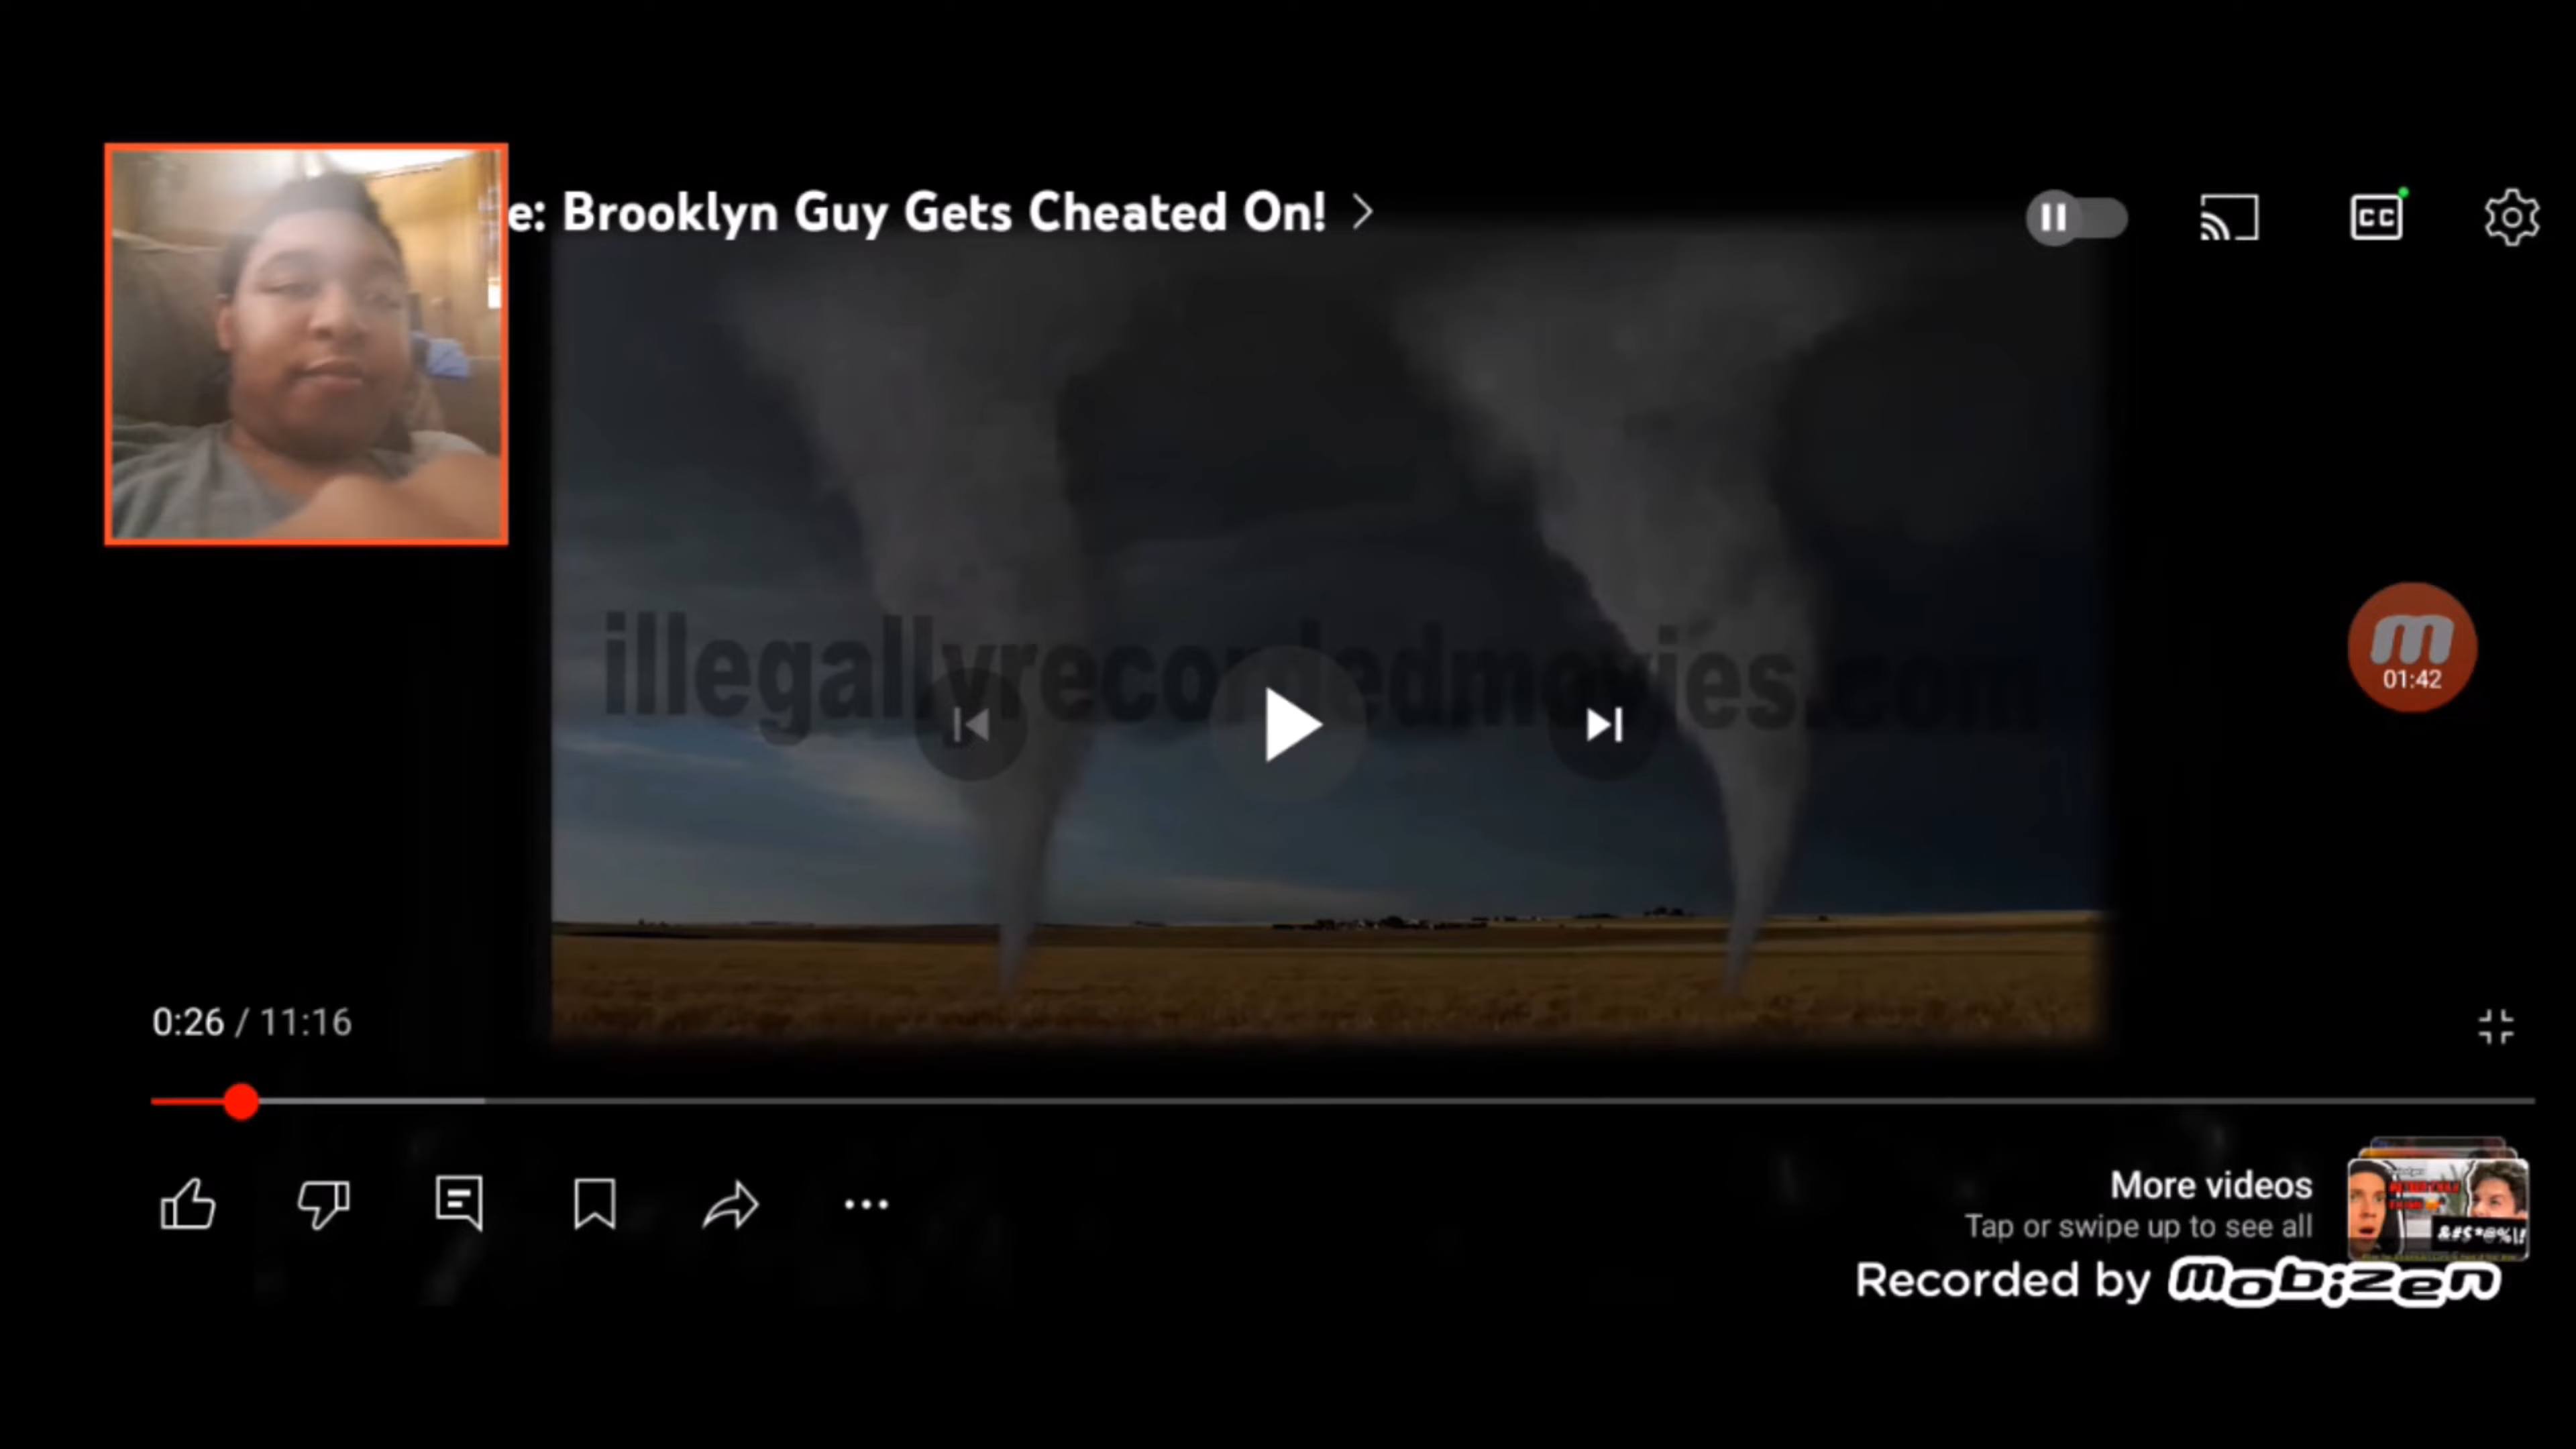 e: Brooklyn Guy Gets Cheated On!
CC
illegallyrecordedmovies.com
01:42
0:26 / 11:16
More videos
Tap or swipe up to see all
&#$*@%!!
Recorded by mobizen